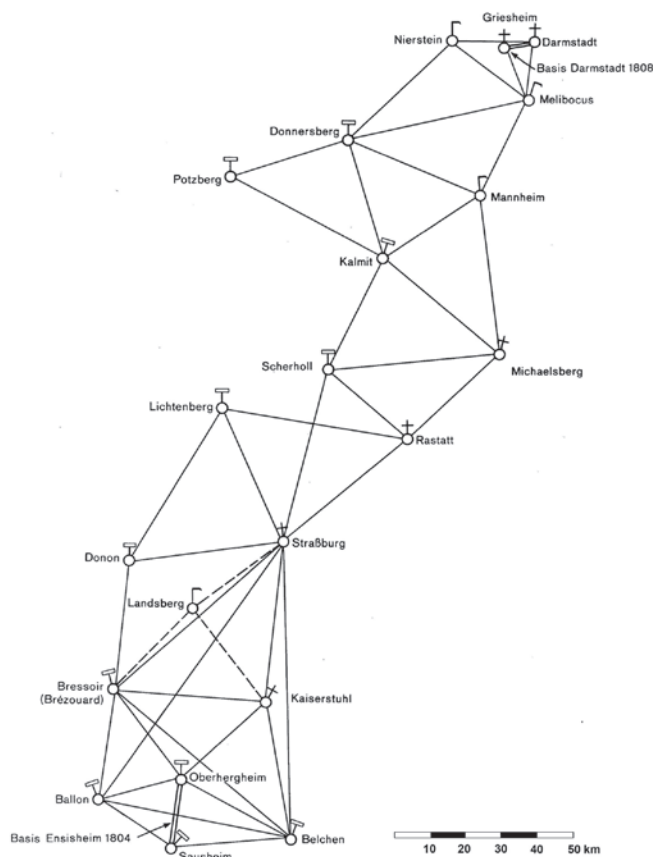 Griesheim
Nierstein
Darmstadt
Basis Darmstadt 1808
Melibocus
Donnersberg
Potzberg
Mannheim
Kalmit
Scherholl
Michaelsberg
Lichtenberg
Rastatt
Straßburg
Donon
Landsberg
Bressoir
(Brézouard)
Kaiserstuhl
Oberhergheim
Ballon
Basis Ensisheim 1804
Belchen
Sausheim
10 20 30 40 50 km